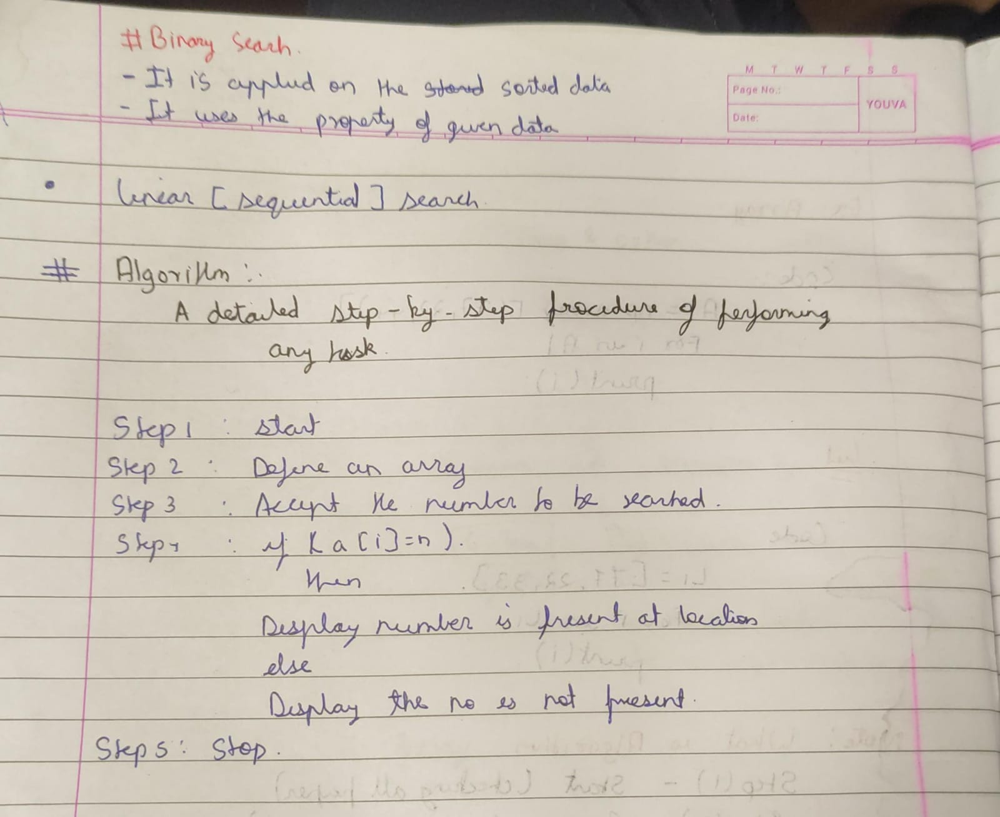 # Binary Search.
- It is applied on the stored sorted data
- It uses the property of given data
M T W T F S S
Page No.:
YOUVA
Date:
• Linear [sequential] search.
# Algorithm :.
A detailed step-by-step procedure of performing
any task.
Step 1 : start
Step 2 : Define an array
Step 3 : Accept the number to be searched.
Step 4 : if ( a[i]=n ).
then
Display number is present at location
else
Display the no is not present.
Step 5 : Stop.